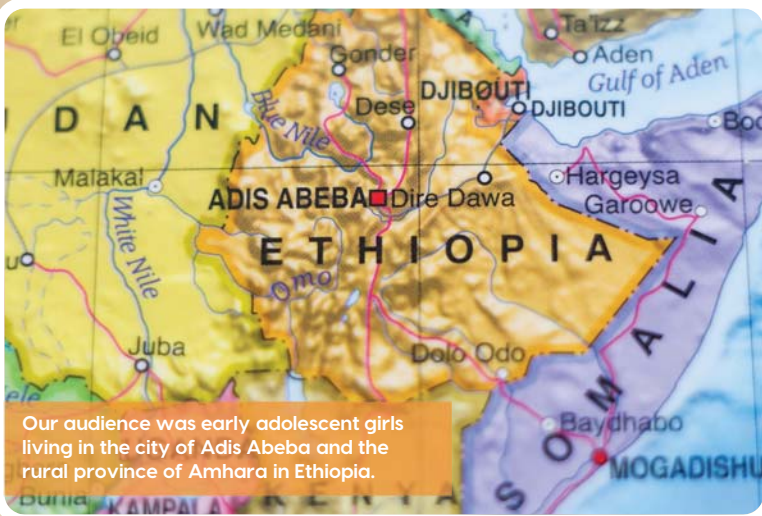 El Obeid
Wad Medani
Ta'izz
Aden
Gulf of Aden
Gonder
DJIBOUTI
Dese
DJIBOUTI
Blue Nile
D A N
Malakal
Hargeysa
ADIS ABEBA
Dire Dawa
Garoowe
White Nile
E T H I O P I A
Omo
S O M A L I A
Juba
Dolo Odo
Our audience was early adolescent girls
living in the city of Adis Abeba and the
rural province of Amhara in Ethiopia.
Baydhabo
MOGADISHU
Bunia
KAMPALA
K E N Y A